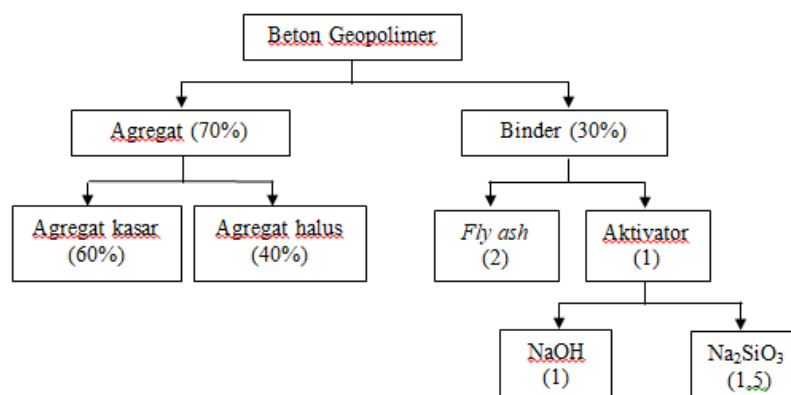 Beton Geopolimer
Agregat (70%)
Binder (30%)
Agregat kasar
(60%)
Agregat halus
(40%)
Fly ash
(2)
Aktivator
(1)
NaOH
(1)
Na₂SiO₃
(1,5)